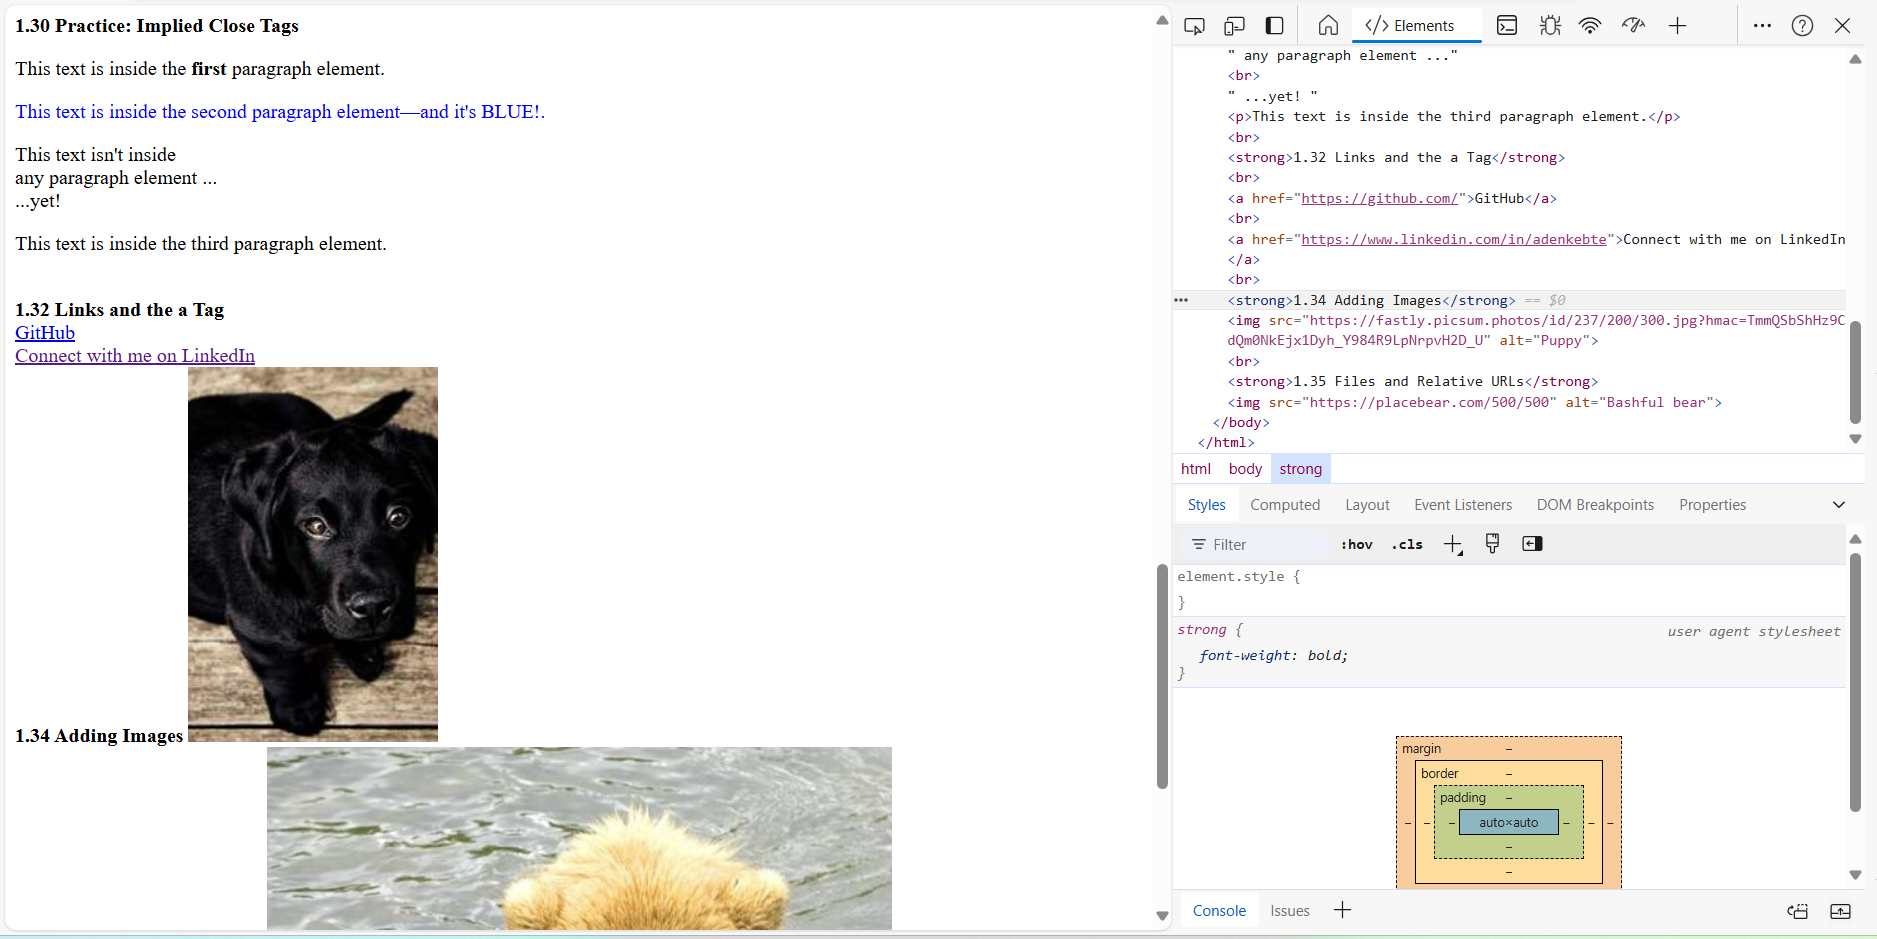 1.30 Practice: Implied Close Tags
This text is inside the first paragraph element.
This text is inside the second paragraph element—and it's BLUE!.
This text isn't inside
any paragraph element ...
...yet!
This text is inside the third paragraph element.
1.32 Links and the a Tag
GitHub
Connect with me on LinkedIn
1.34 Adding Images
Elements
" any paragraph element ..."
<br>
" ...yet! "
<p>This text is inside the third paragraph element.</p>
<br>
<strong>1.32 Links and the a Tag</strong>
<br>
<a href="https://github.com/">GitHub</a>
<br>
<a href="https://www.linkedin.com/in/adenkebte">Connect with me on LinkedIn
</a>
<br>
<strong>1.34 Adding Images</strong> == $0
<img src="https://fastly.picsum.photos/id/237/200/300.jpg?hmac=TmmQSbShHz9C
dQm0NkEjx1Dyh_Y984R9LpNrpvH2D_U" alt="Puppy">
<br>
<strong>1.35 Files and Relative URLs</strong>
<img src="https://placebear.com/500/500" alt="Bashful bear">
</body>
</html>
html body strong
Styles Computed Layout Event Listeners DOM Breakpoints Properties
Filter :hov .cls
element.style {
}
strong { user agent stylesheet
font-weight: bold;
}
margin –
border –
padding –
– – – auto×auto – – –
–
–
Console Issues